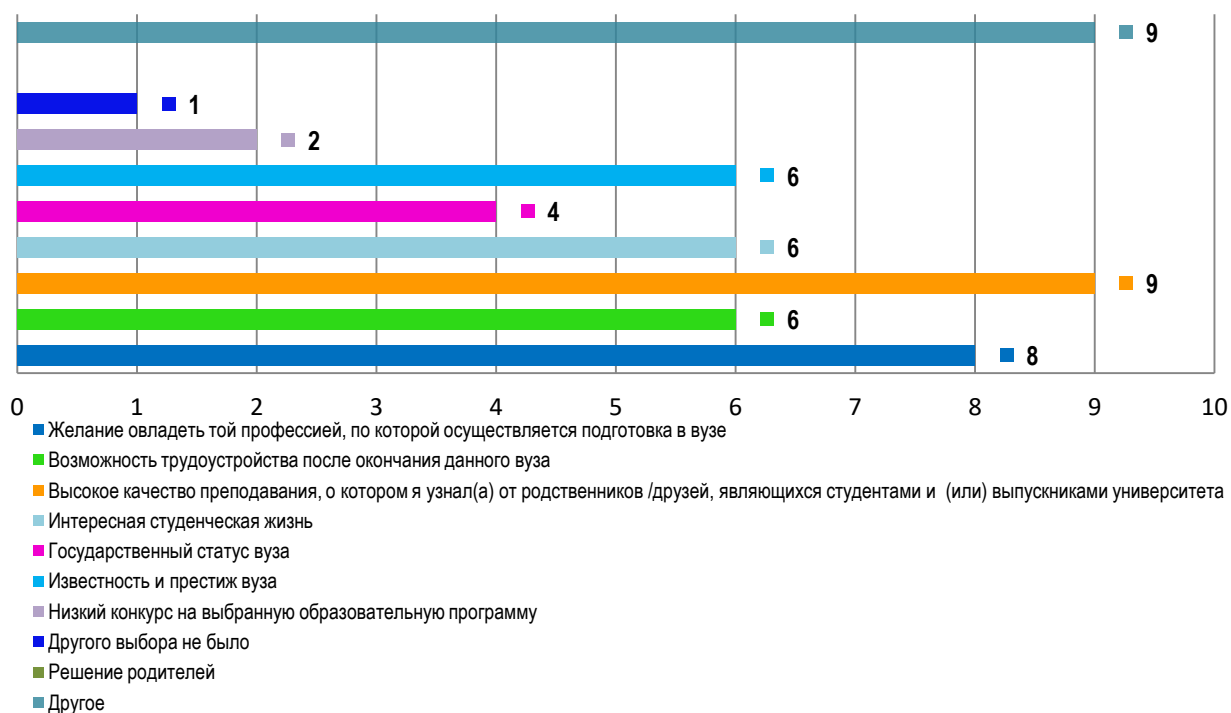 9
1
2
6
4
6
9
6
8
0 1 2 3 4 5 6 7 8 9 10
Желание овладеть той профессией, по которой осуществляется подготовка в вузе
Возможность трудоустройства после окончания данного вуза
Высокое качество преподавания, о котором я узнал(а) от родственников /друзей, являющихся студентами и (или) выпускниками университета
Интересная студенческая жизнь
Государственный статус вуза
Известность и престиж вуза
Низкий конкурс на выбранную образовательную программу
Другого выбора не было
Решение родителей
Другое